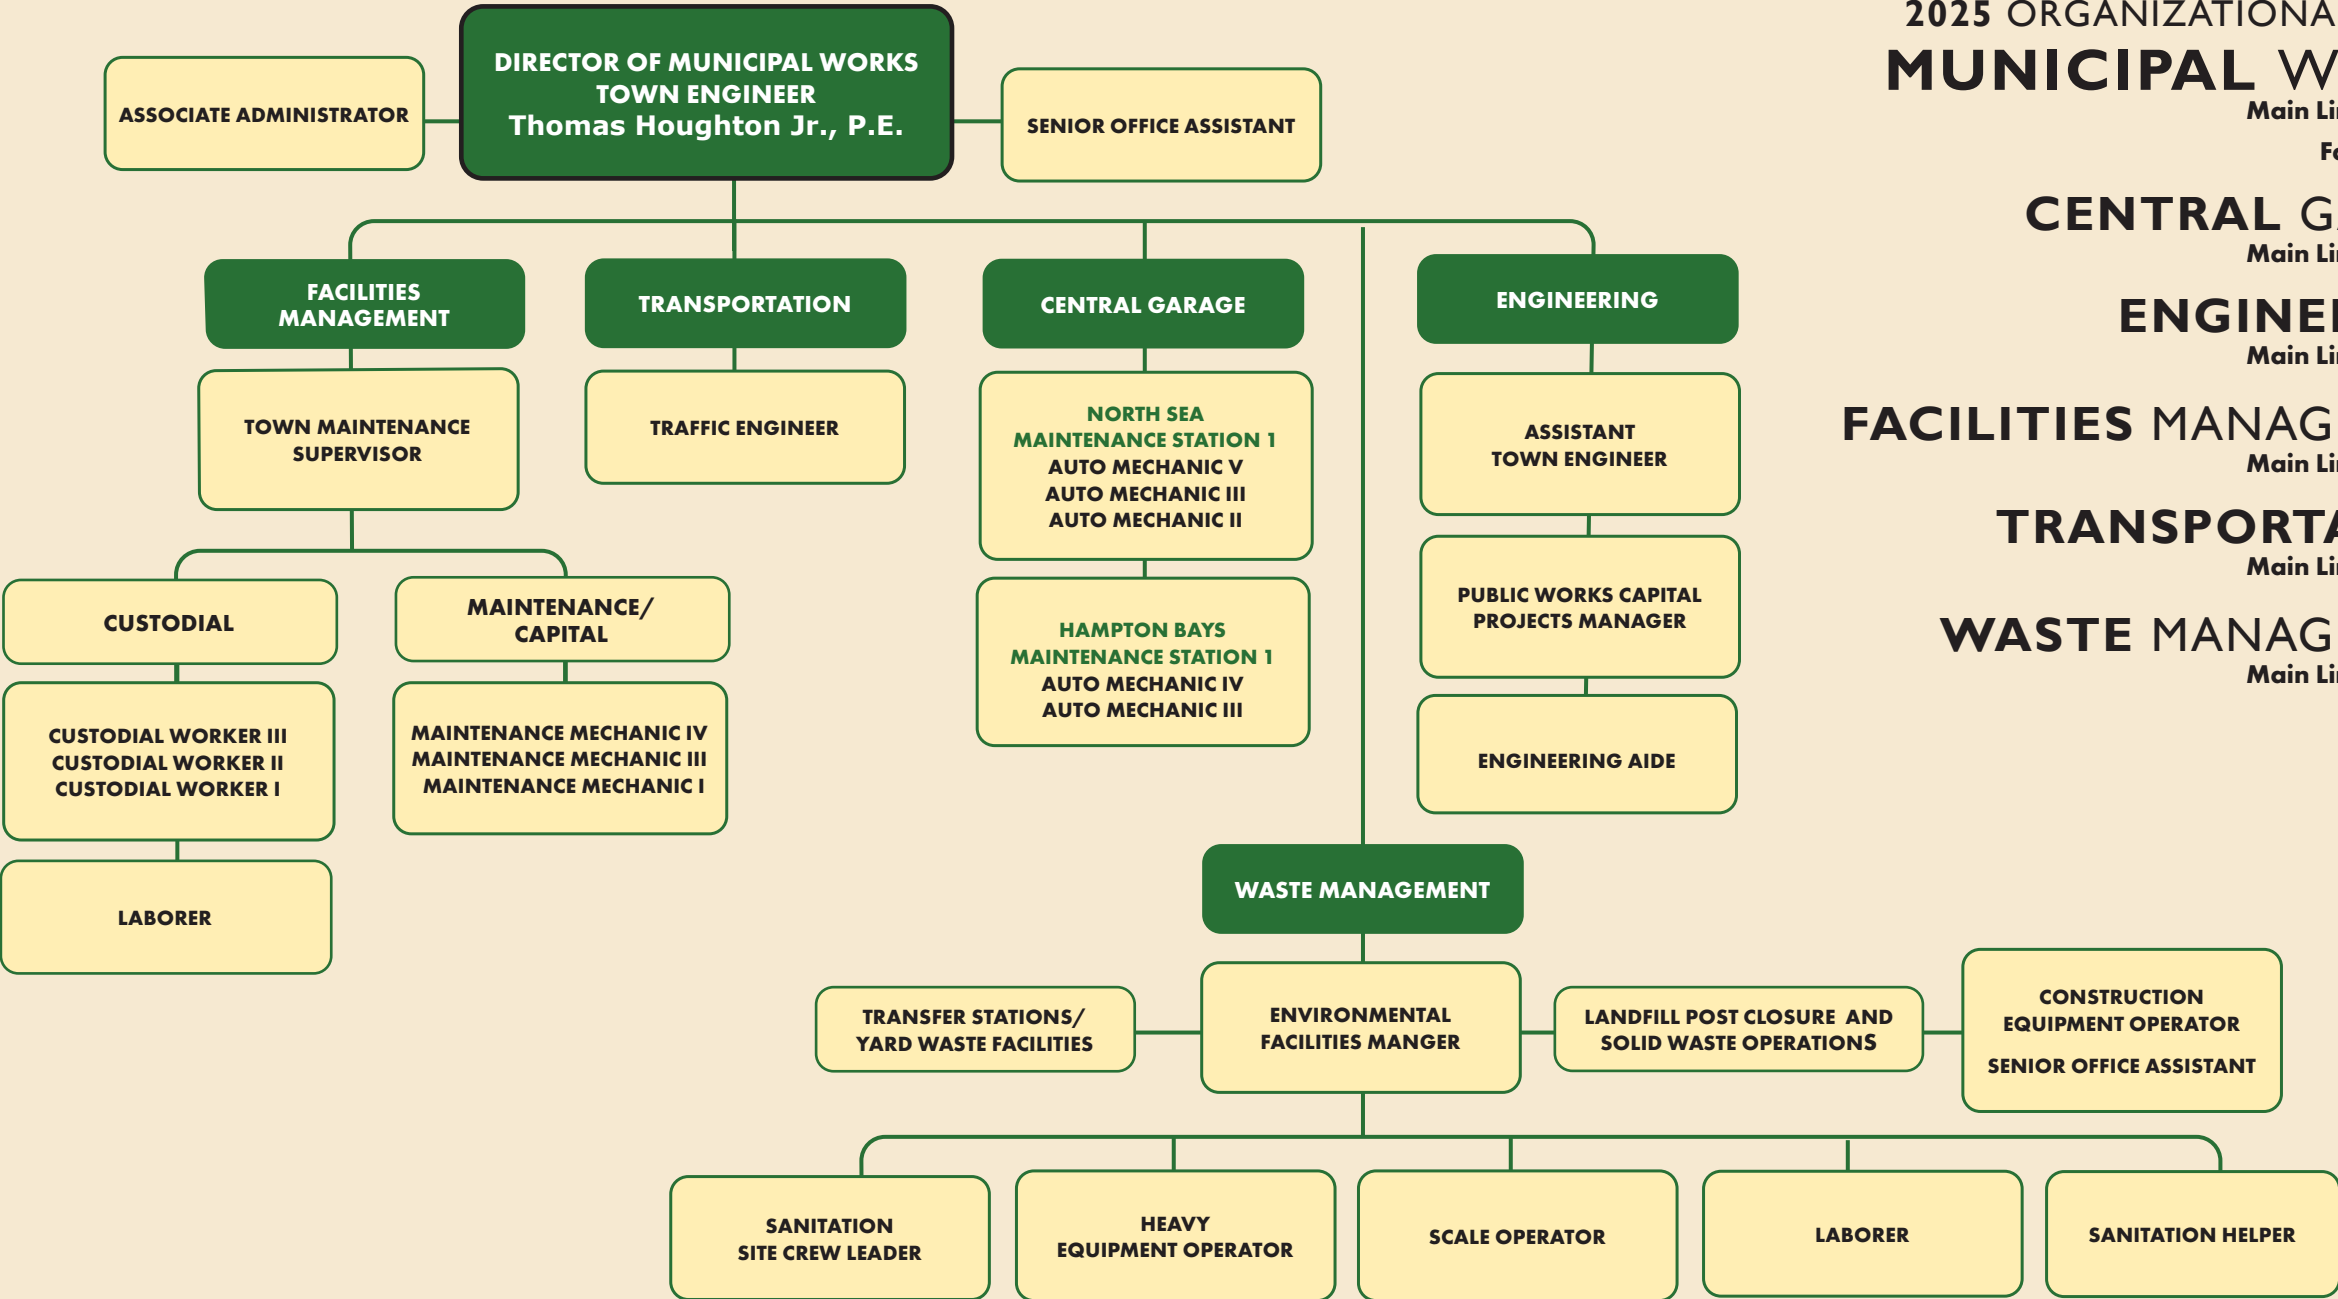 2025 ORGANIZATIONA
MUNICIPAL W
Main Li
CENTRAL G
Main Li
ENGINE
Main Li
FACILITIES MANAG
Main Li
TRANSPORTA
Main Li
WASTE MANAG
Main Li
DIRECTOR OF MUNICIPAL WORKS
TOWN ENGINEER
Thomas Houghton Jr., P.E.
ASSOCIATE ADMINISTRATOR
SENIOR OFFICE ASSISTANT
FACILITIES
MANAGEMENT
TOWN MAINTENANCE
SUPERVISOR
CUSTODIAL
CUSTODIAL WORKER III
CUSTODIAL WORKER II
CUSTODIAL WORKER I
LABORER
MAINTENANCE/
CAPITAL
MAINTENANCE MECHANIC IV
MAINTENANCE MECHANIC III
MAINTENANCE MECHANIC I
TRANSPORTATION
TRAFFIC ENGINEER
CENTRAL GARAGE
NORTH SEA
MAINTENANCE STATION 1
AUTO MECHANIC V
AUTO MECHANIC III
AUTO MECHANIC II
HAMPTON BAYS
MAINTENANCE STATION 1
AUTO MECHANIC IV
AUTO MECHANIC III
ENGINEERING
ASSISTANT
TOWN ENGINEER
PUBLIC WORKS CAPITAL
PROJECTS MANAGER
ENGINEERING AIDE
WASTE MANAGEMENT
TRANSFER STATIONS/
YARD WASTE FACILITIES
ENVIRONMENTAL
FACILITIES MANGER
LANDFILL POST CLOSURE AND
SOLID WASTE OPERATIONS
CONSTRUCTION
EQUIPMENT OPERATOR
SENIOR OFFICE ASSISTANT
SANITATION
SITE CREW LEADER
HEAVY
EQUIPMENT OPERATOR
SCALE OPERATOR
LABORER
SANITATION HELPER